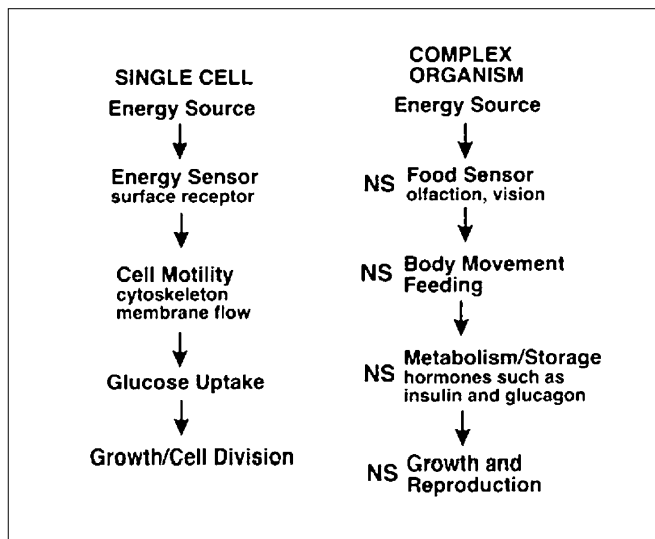 SINGLE CELL
Energy Source
Energy Sensor
surface receptor
Cell Motility
cytoskeleton
membrane flow
Glucose Uptake
Growth/Cell Division
COMPLEX
ORGANISM
Energy Source
NS Food Sensor
olfaction, vision
NS Body Movement
Feeding
NS Metabolism/Storage
hormones such as
insulin and glucagon
NS Growth and
Reproduction